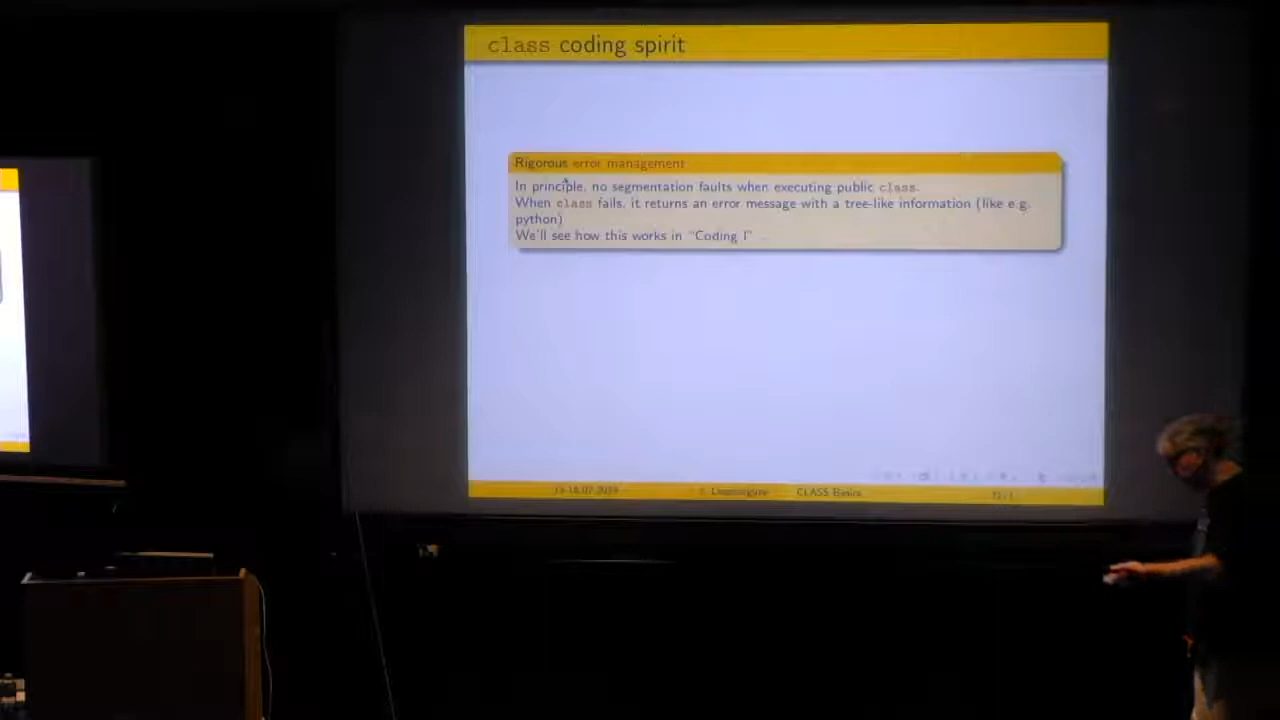 class coding spirit
Rigorous error management
In principle, no segmentation faults when executing public class.
When class fails, it returns an error message with a tree-like information (like e.g.
python)
We'll see how this works in "Coding I"
CLASS Basics